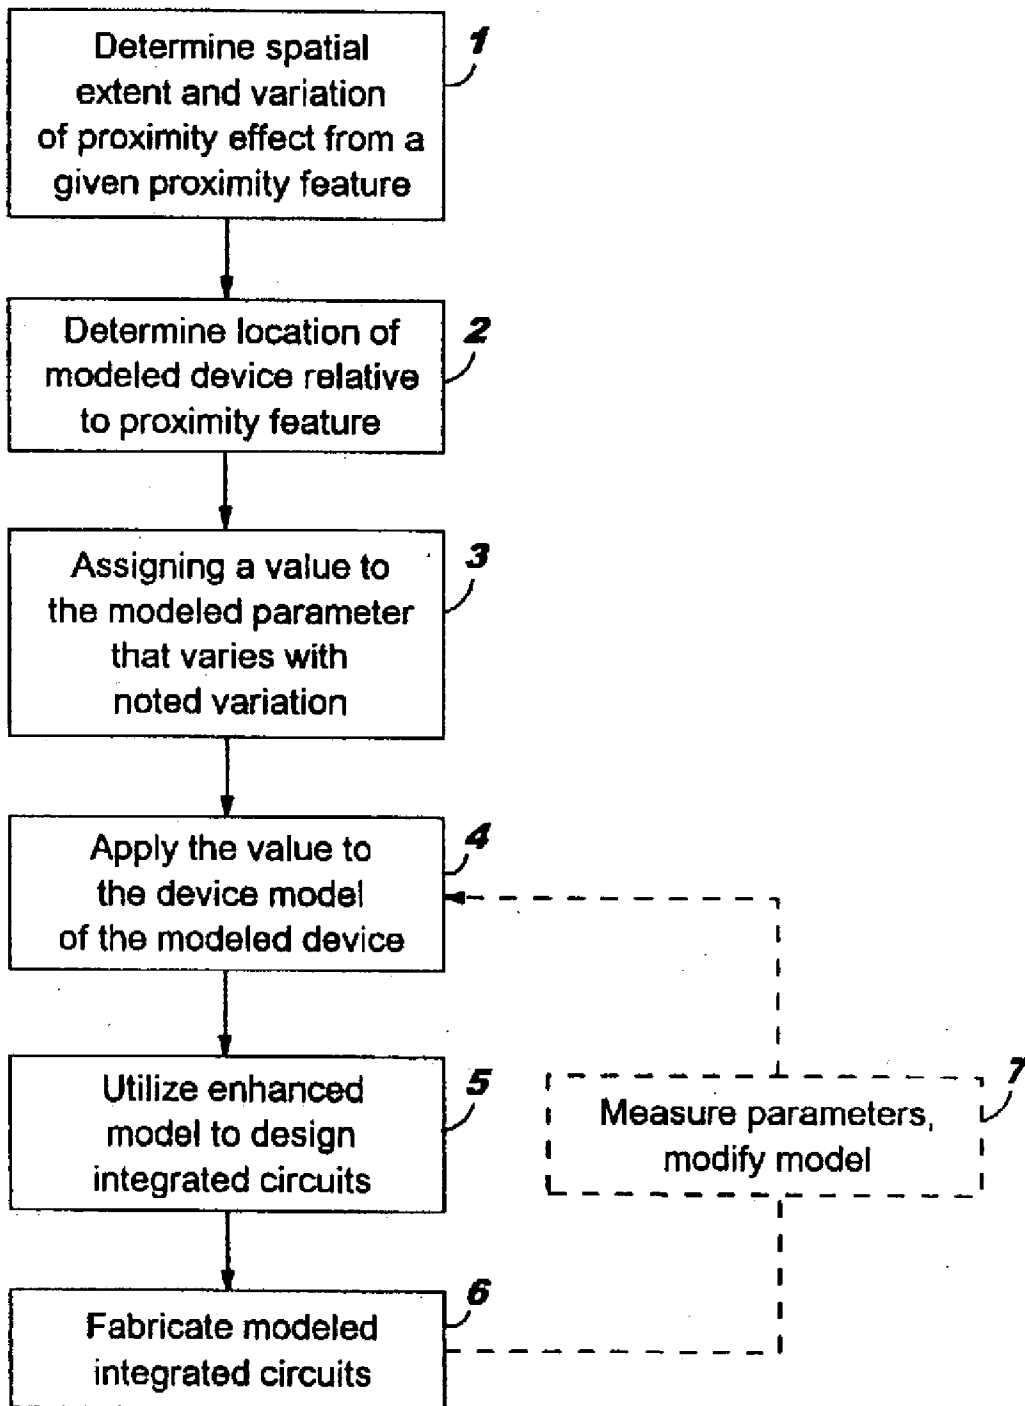 Determine spatial
extent and variation
of proximity effect from a
given proximity feature
1
Determine location of
modeled device relative
to proximity feature
2
Assigning a value to
the modeled parameter
that varies with
noted variation
3
Apply the value to
the device model
of the modeled device
4
Utilize enhanced
model to design
integrated circuits
5
Measure parameters,
modify model
7
Fabricate modeled
integrated circuits
6